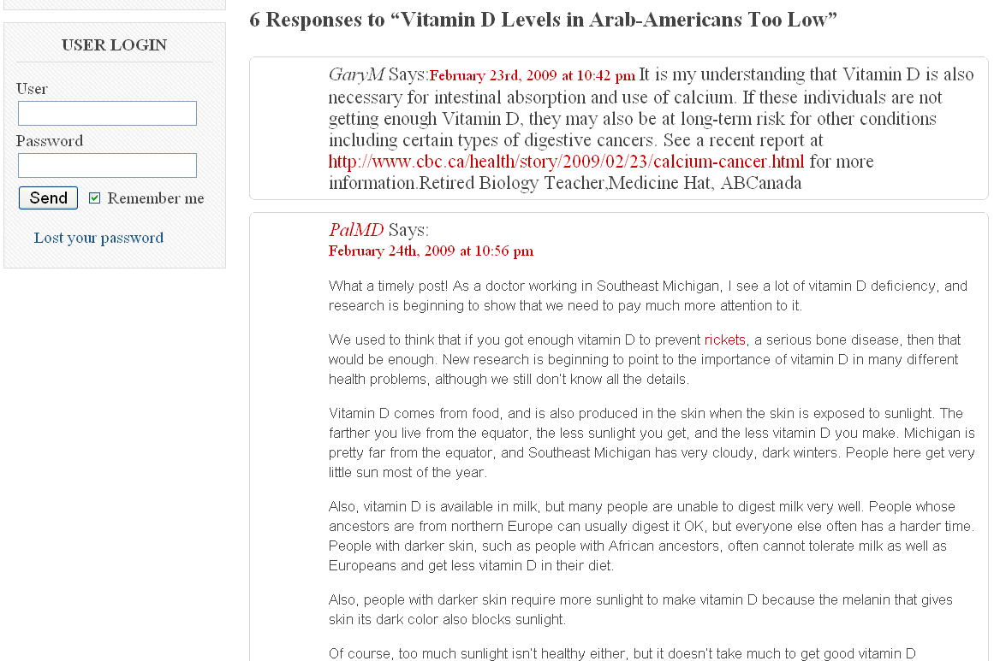 USER LOGIN
User
Password
Send
Remember me
Lost your password
6 Responses to “Vitamin D Levels in Arab-Americans Too Low”
GaryM Says:February 23rd, 2009 at 10:42 pm It is my understanding that Vitamin D is also
necessary for intestinal absorption and use of calcium. If these individuals are not
getting enough Vitamin D, they may also be at long-term risk for other conditions
including certain types of digestive cancers. See a recent report at
http://www.cbc.ca/health/story/2009/02/23/calcium-cancer.html for more
information.Retired Biology Teacher,Medicine Hat, ABCanada
PalMD Says:
February 24th, 2009 at 10:56 pm
What a timely post! As a doctor working in Southeast Michigan, I see a lot of vitamin D deficiency, and
research is beginning to show that we need to pay much more attention to it.
We used to think that if you got enough vitamin D to prevent rickets, a serious bone disease, then that
would be enough. New research is beginning to point to the importance of vitamin D in many different
health problems, although we still don't know all the details.
Vitamin D comes from food, and is also produced in the skin when the skin is exposed to sunlight. The
farther you live from the equator, the less sunlight you get, and the less vitamin D you make. Michigan is
pretty far from the equator, and Southeast Michigan has very cloudy, dark winters. People here get very
little sun most of the year.
Also, vitamin D is available in milk, but many people are unable to digest milk very well. People whose
ancestors are from northern Europe can usually digest it OK, but everyone else often has a harder time.
People with darker skin, such as people with African ancestors, often cannot tolerate milk as well as
Europeans and get less vitamin D in their diet.
Also, people with darker skin require more sunlight to make vitamin D because the melanin that gives
skin its dark color also blocks sunlight.
Of course, too much sunlight isn't healthy either, but it doesn't take much to get good vitamin D